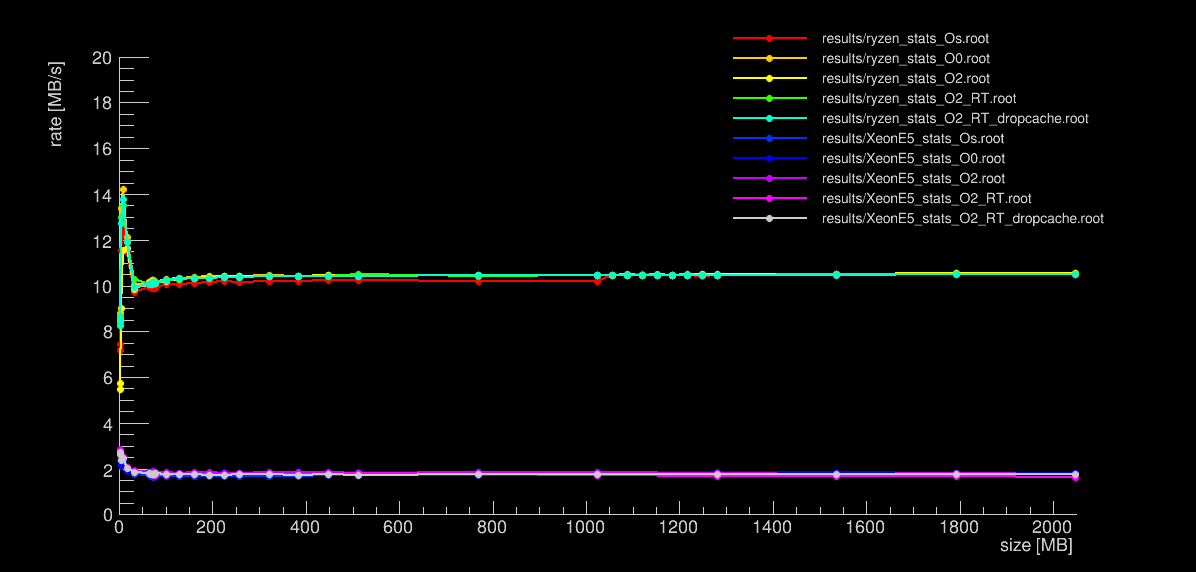 results/ryzen_stats_Os.root
results/ryzen_stats_O0.root
results/ryzen_stats_O2.root
results/ryzen_stats_O2_RT.root
results/ryzen_stats_O2_RT_dropcache.root
results/XeonE5_stats_Os.root
results/XeonE5_stats_O0.root
results/XeonE5_stats_O2.root
results/XeonE5_stats_O2_RT.root
results/XeonE5_stats_O2_RT_dropcache.root
rate [MB/s]
20
18
16
14
12
10
8
6
4
2
0
0 200 400 600 800 1000 1200 1400 1600 1800 2000
size [MB]